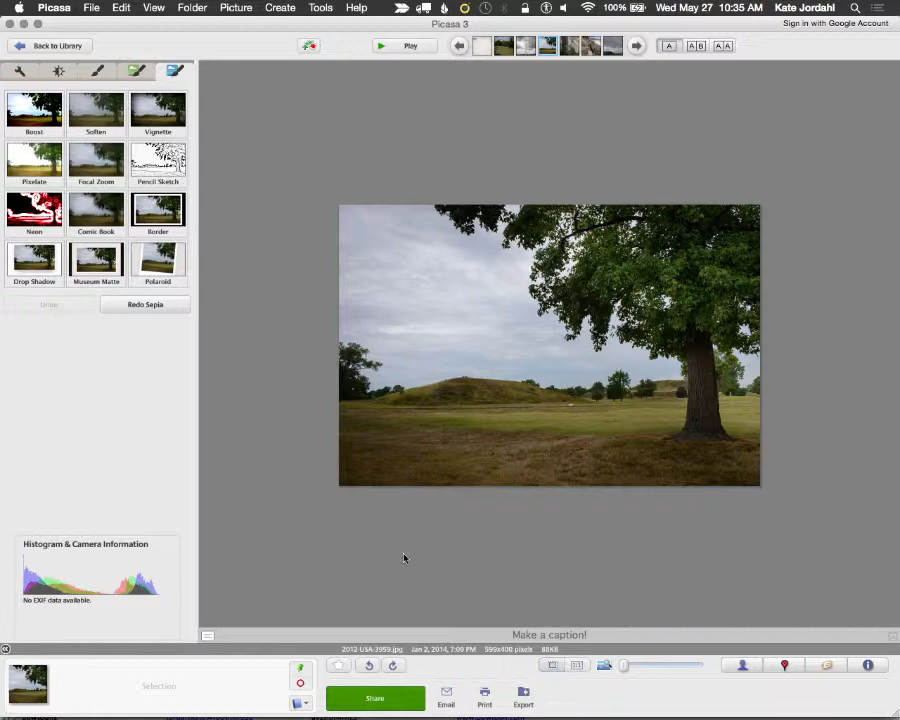 Picasa File Edit View Folder Picture Create Tools Help 100% Wed May 27 10:35 AM Kate Jordahl
Picasa 3
Sign in with Google Account
Back to Library Play A A B A A
Boost Soften Vignette
Pixelate Focal Zoom Pencil Sketch
Neon Comic Book Border
Drop Shadow Museum Matte Polaroid
Undo Redo Sepia
Histogram & Camera Information
No EXIF data available.
Make a caption!
2012-USA-3959.jpg Jan 2, 2014, 7:09 PM 599x400 pixels 88KB
Selection
Share Email Print Export